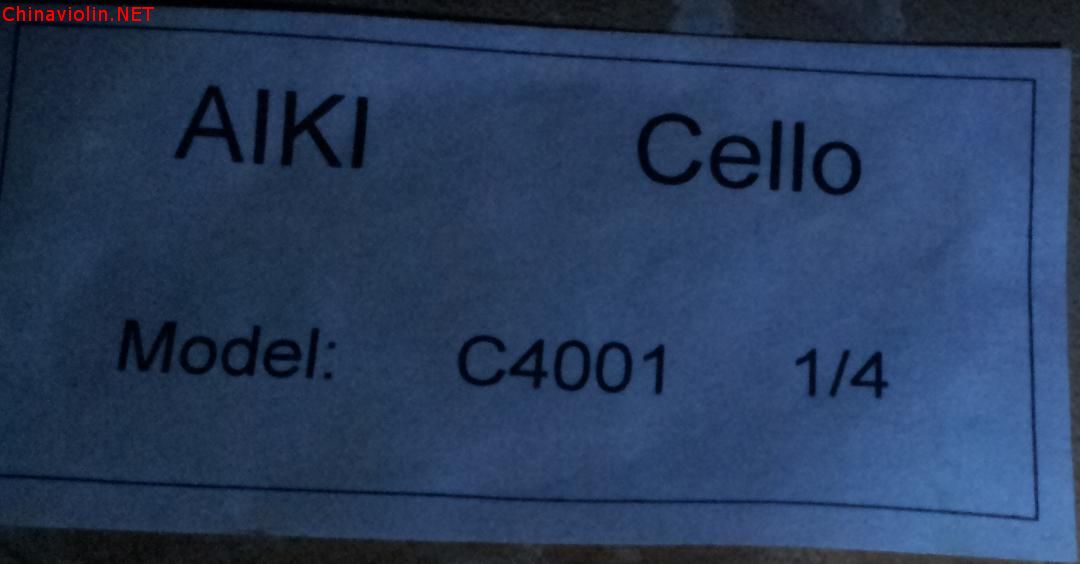 Chinaviolin.NET
AIKI Cello
Model: C4001 1/4